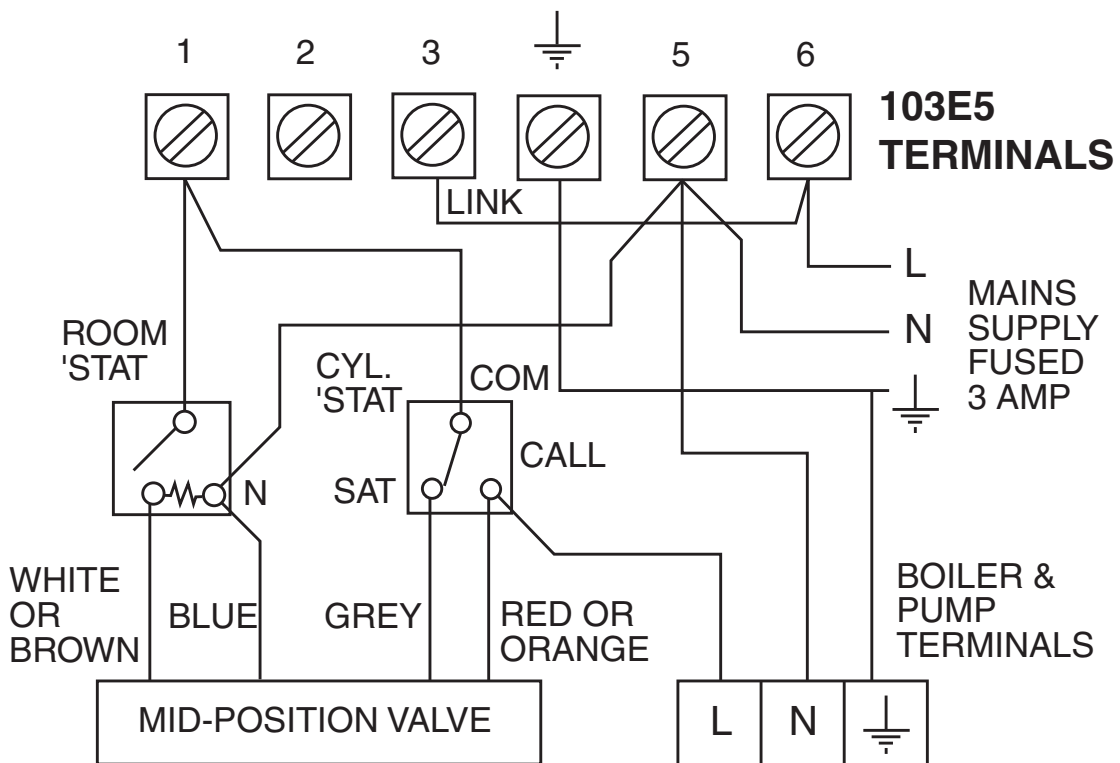 1
2
3
5
6
103E5
TERMINALS
LINK
L
N
MAINS
SUPPLY
FUSED
3 AMP
ROOM
'STAT
CYL.
'STAT
COM
CALL
SAT
N
WHITE
OR
BROWN
BLUE
GREY
RED OR
ORANGE
BOILER &
PUMP
TERMINALS
MID-POSITION VALVE
L
N